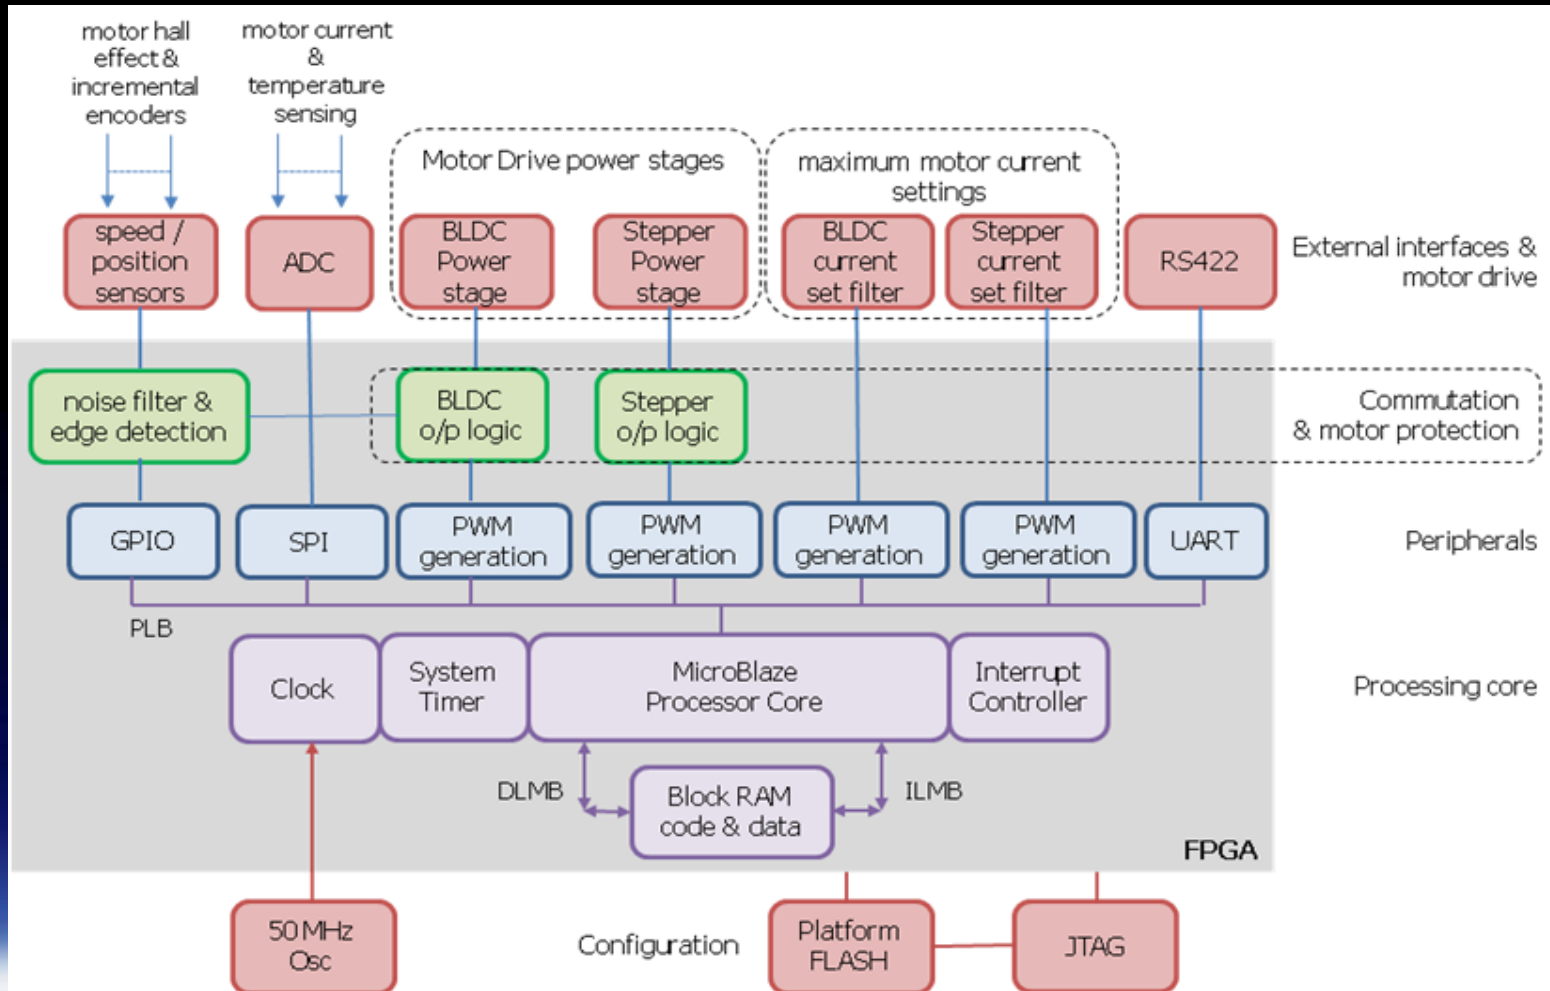 motor hall
effect &
incremental
encoders
motor current
&
temperature
sensing
Motor Drive power stages
maximum motor current
settings
speed /
position
sensors
ADC
BLDC
Power
stage
Stepper
Power
stage
BLDC
current
set filter
Stepper
current
set filter
RS422
External interfaces &
motor drive
noise filter &
edge detection
BLDC
o/p logic
Stepper
o/p logic
Commutation
& motor protection
GPIO
SPI
PWM
generation
PWM
generation
PWM
generation
PWM
generation
UART
Peripherals
PLB
Clock
System
Timer
MicroBlaze
Processor Core
Interrupt
Controller
Processing core
DLMB
Block RAM
code & data
ILMB
FPGA
50 MHz
Osc
Configuration
Platform
FLASH
JTAG